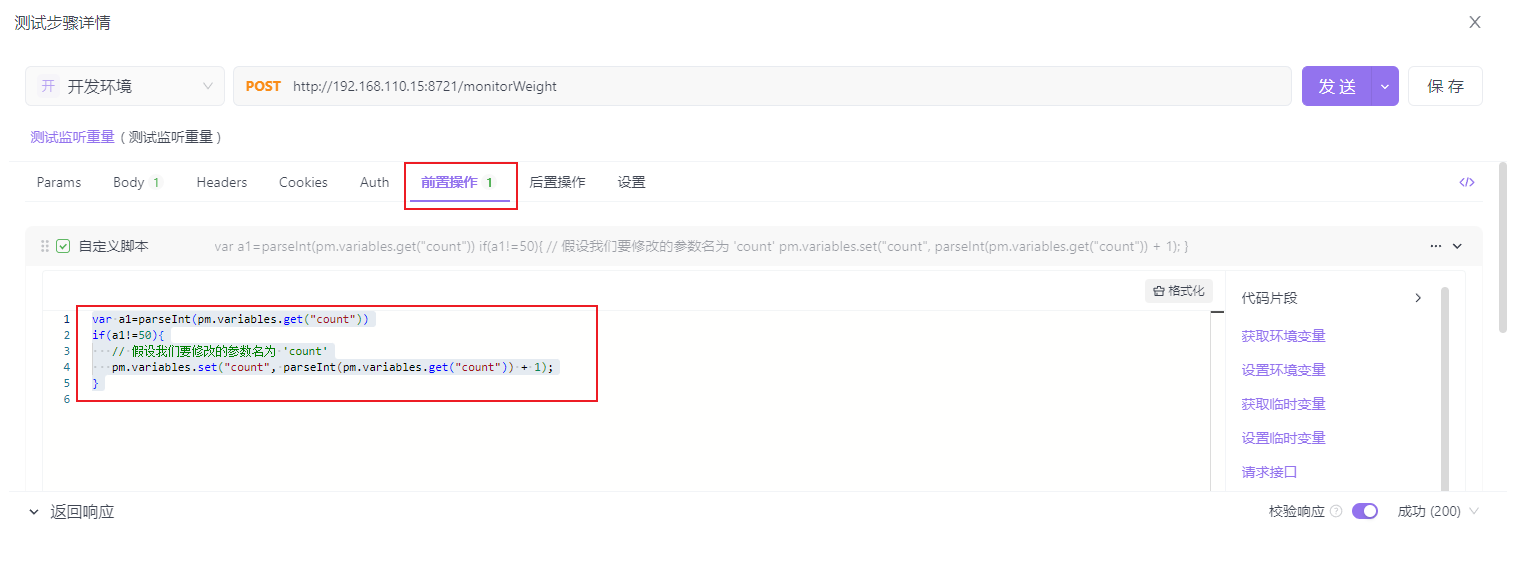 测试步骤详情
开 开发环境 POST http://192.168.110.15:8721/monitorWeight 发 送 保 存
测试监听重量 ( 测试监听重量 )
Params Body 1 Headers Cookies Auth 前置操作 1 后置操作 设置 </>
自定义脚本 var a1=parseInt(pm.variables.get("count")) if(a1!=50){ // 假设我们要修改的参数名为 'count' pm.variables.set("count", parseInt(pm.variables.get("count")) + 1); }
格式化
1 var a1=parseInt(pm.variables.get("count"))
2 if(a1!=50){
3 // 假设我们要修改的参数名为 'count'
4 pm.variables.set("count", parseInt(pm.variables.get("count")) + 1);
5 }
6
代码片段
获取环境变量
设置环境变量
获取临时变量
设置临时变量
请求接口
返回响应 校验响应 成功 (200)